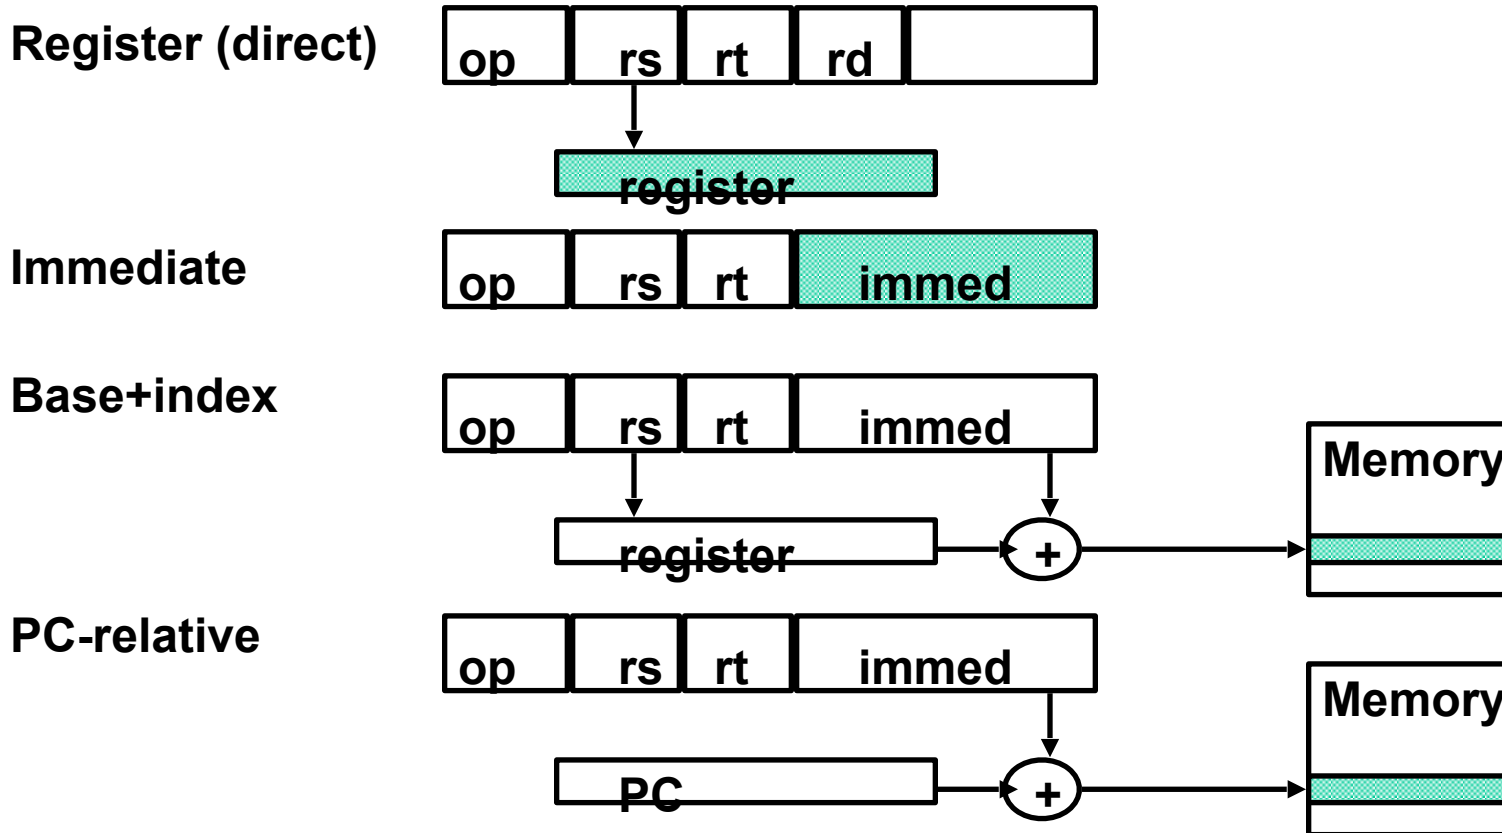 Register (direct)
op rs rt rd
register
Immediate
op rs rt immed
Base+index
op rs rt immed
Memory
register
+
PC-relative
op rs rt immed
Memory
PC
+